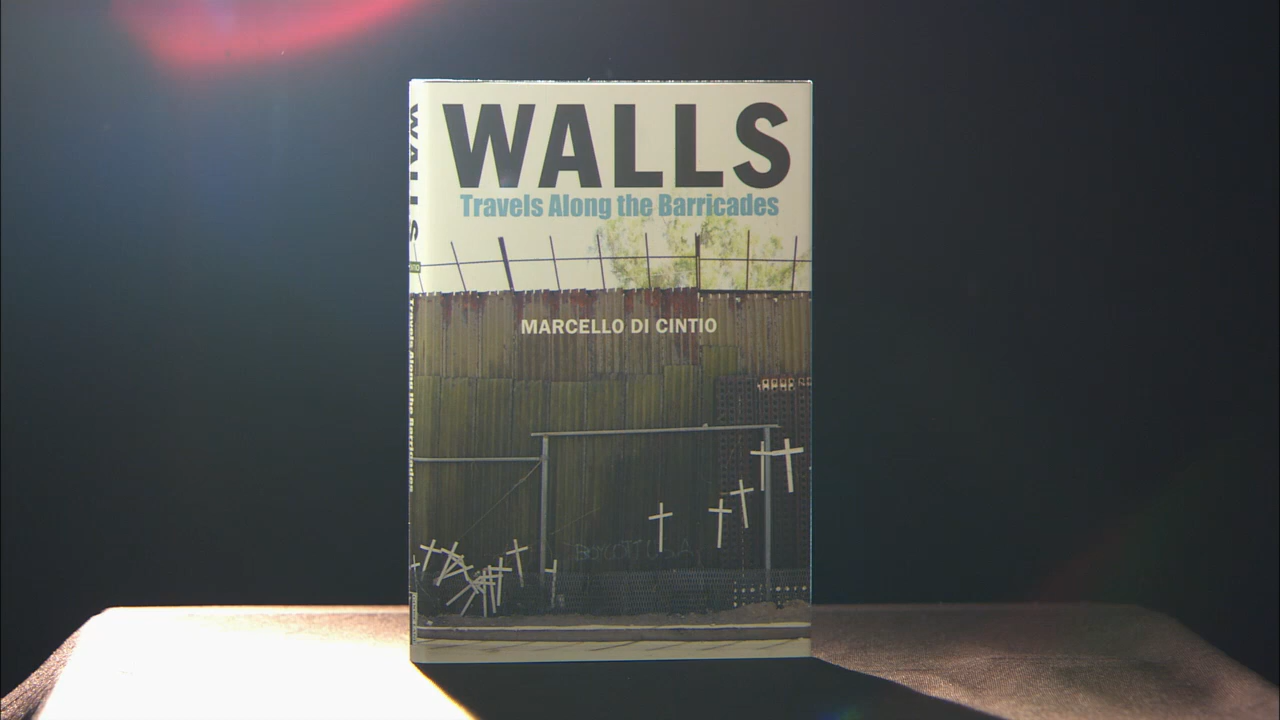 WALLS
Travels Along the Barricades
MARCELLO DI CINTIO
WALLS
Travels Along the Barricades